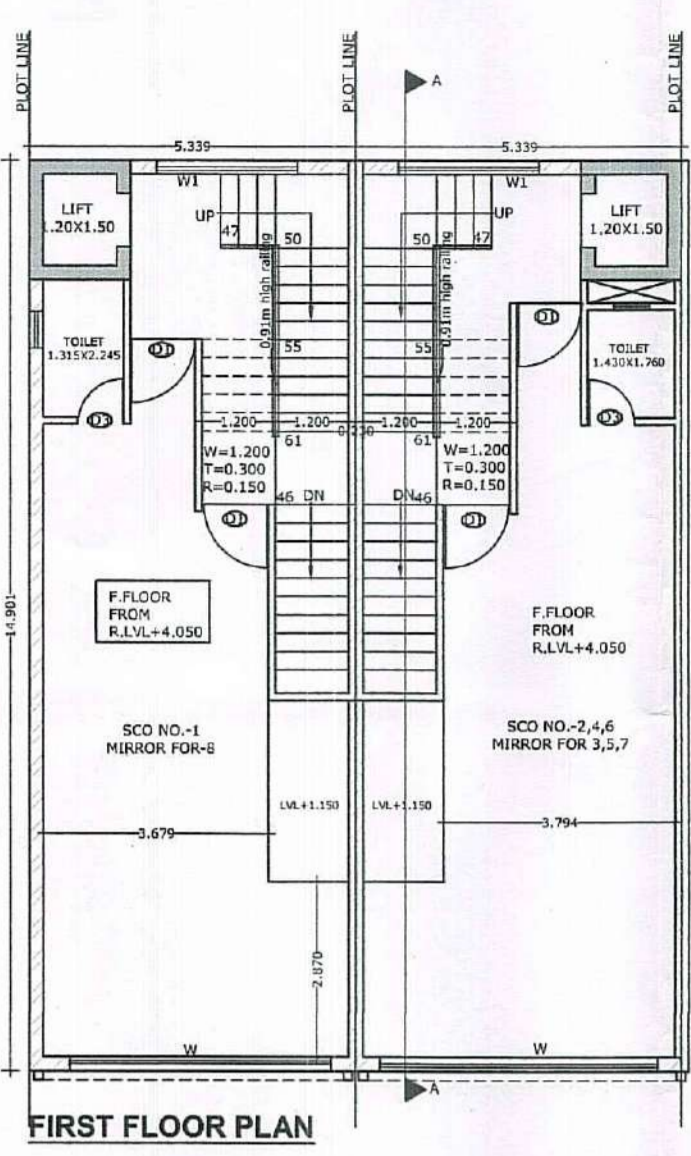 PLOT LINE
PLOT LINE
PLOT LINE
A
5.339
5.339
W1
W1
LIFT
1.20X1.50
UP
UP
LIFT
1,20X1.50
47
50
50
47
0.91m high railing
0.91m high railing
TOILET
1.315X2.245
55
55
TOILET
1.430X1.760
D
D
D3
D3
1.200
1.200
1.200
1.200
61
61
W=1.200
T=0.300
R=0.150
W=1.200
T=0.300
R=0.150
46 DN
DN 46
D
D
14.901
F.FLOOR
FROM
R.LVL+4.050
F.FLOOR
FROM
R.LVL+4.050
SCO NO.-1
MIRROR FOR-8
SCO NO.-2,4,6
MIRROR FOR 3,5,7
LVL+1.150
LVL+1.150
3.679
3.794
2.870
W
W
A
FIRST FLOOR PLAN